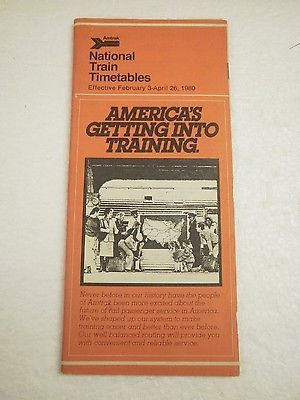 Amtrak
National
Train
Timetables
Effective February 3-April 26, 1980
AMERICA'S
GETTING INTO
TRAINING.
Never before in our history have the people
of Amtrak been more excited about the
future of rail passenger service in America.
We've shaped up our system to make
training easier and better than ever before.
Our well balanced routing will provide you
with convenient and reliable service.